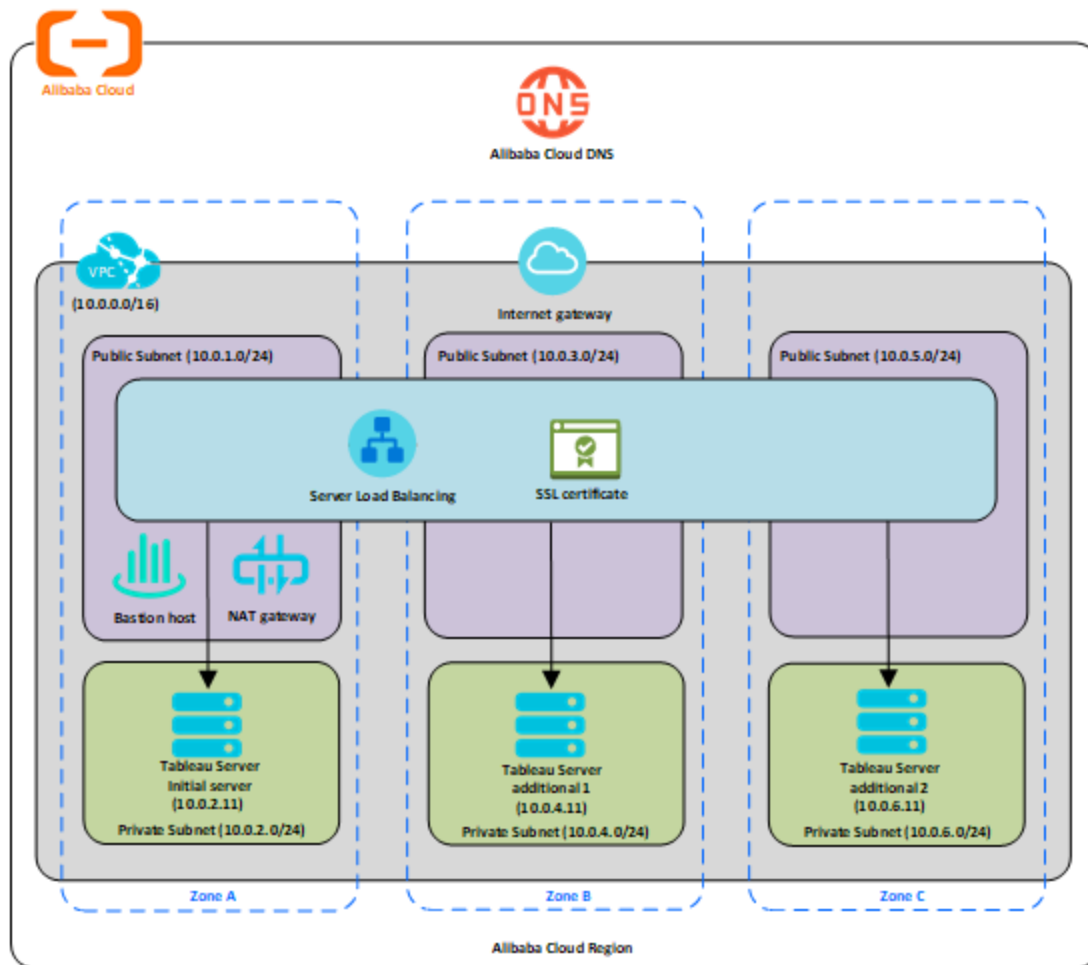 Alibaba Cloud
DNS
Alibaba Cloud DNS
VPC
(10.0.0.0/16)
Internet gateway
Public Subnet (10.0.1.0/24)
Public Subnet (10.0.3.0/24)
Public Subnet (10.0.5.0/24)
Server Load Balancing
SSL certificate
Bastion host
NAT gateway
Tableau Server
Initial server
(10.0.2.11)
Private Subnet (10.0.2.0/24)
Tableau Server
additional 1
(10.0.4.11)
Private Subnet (10.0.4.0/24)
Tableau Server
additional 2
(10.0.6.11)
Private Subnet (10.0.6.0/24)
Zone A
Zone B
Zone C
Alibaba Cloud Region